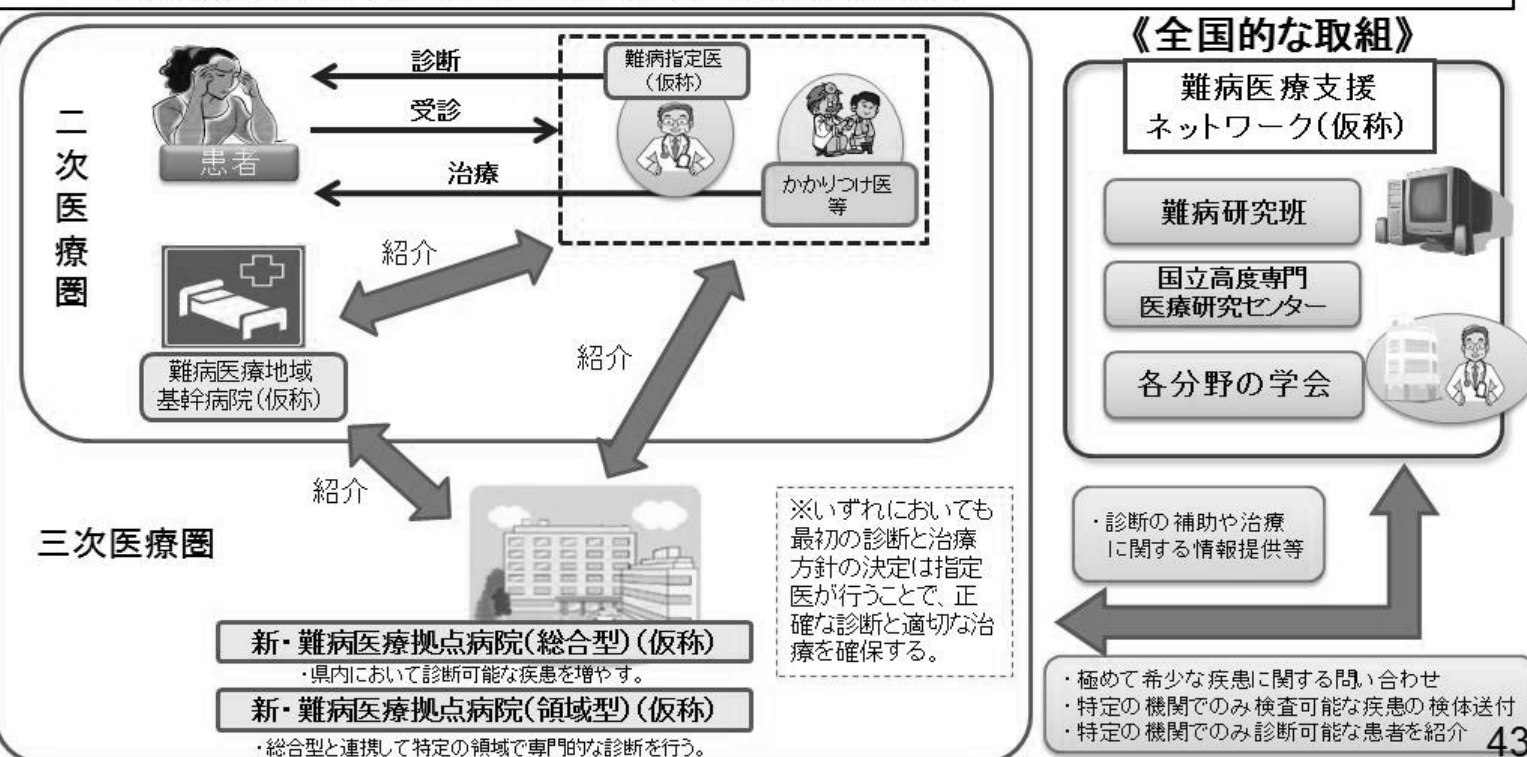 二次医療圏
患者
診断
受診
治療
難病指定医
(仮称)
かかりつけ医
等
紹介
難病医療地域
基幹病院(仮称)
紹介
紹介
三次医療圏
新・難病医療拠点病院(総合型)(仮称)
・県内において診断可能な疾患を増やす。
新・難病医療拠点病院(領域型)(仮称)
・総合型と連携して特定の領域で専門的な診断を行う。
※いずれにおいても
最初の診断と治療
方針の決定は指定
医が行うことで、正
確な診断と適切な治
療を確保する。
《全国的な取組》
難病医療支援
ネットワーク(仮称)
難病研究班
国立高度専門
医療研究センター
各分野の学会
・診断の補助や治療
に関する情報提供等
・極めて希少な疾患に関する問い合わせ
・特定の機関でのみ検査可能な疾患の検体送付
・特定の機関でのみ診断可能な患者を紹介
43